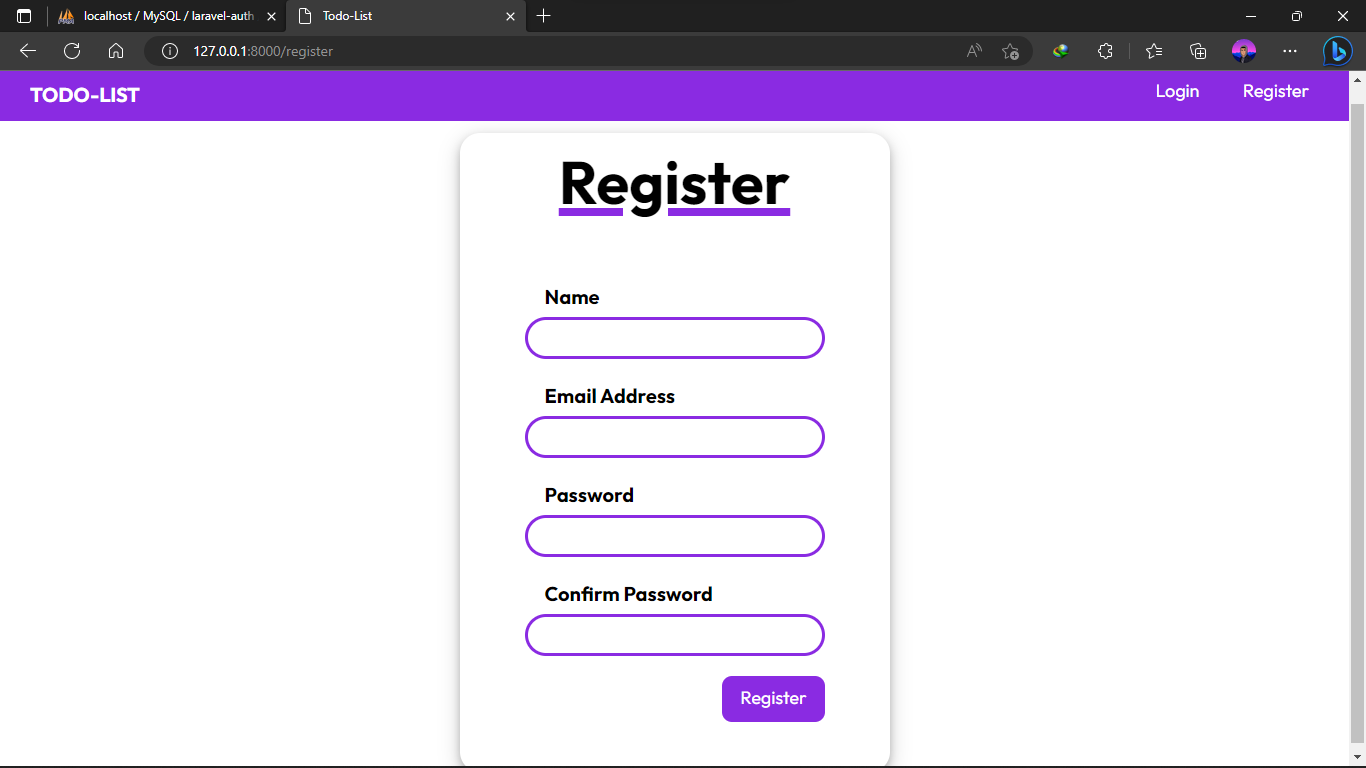 localhost / MySQL / laravel-auth
Todo-List
127.0.0.1:8000/register
TODO-LIST
Login
Register
Register
Name
Email Address
Password
Confirm Password
Register